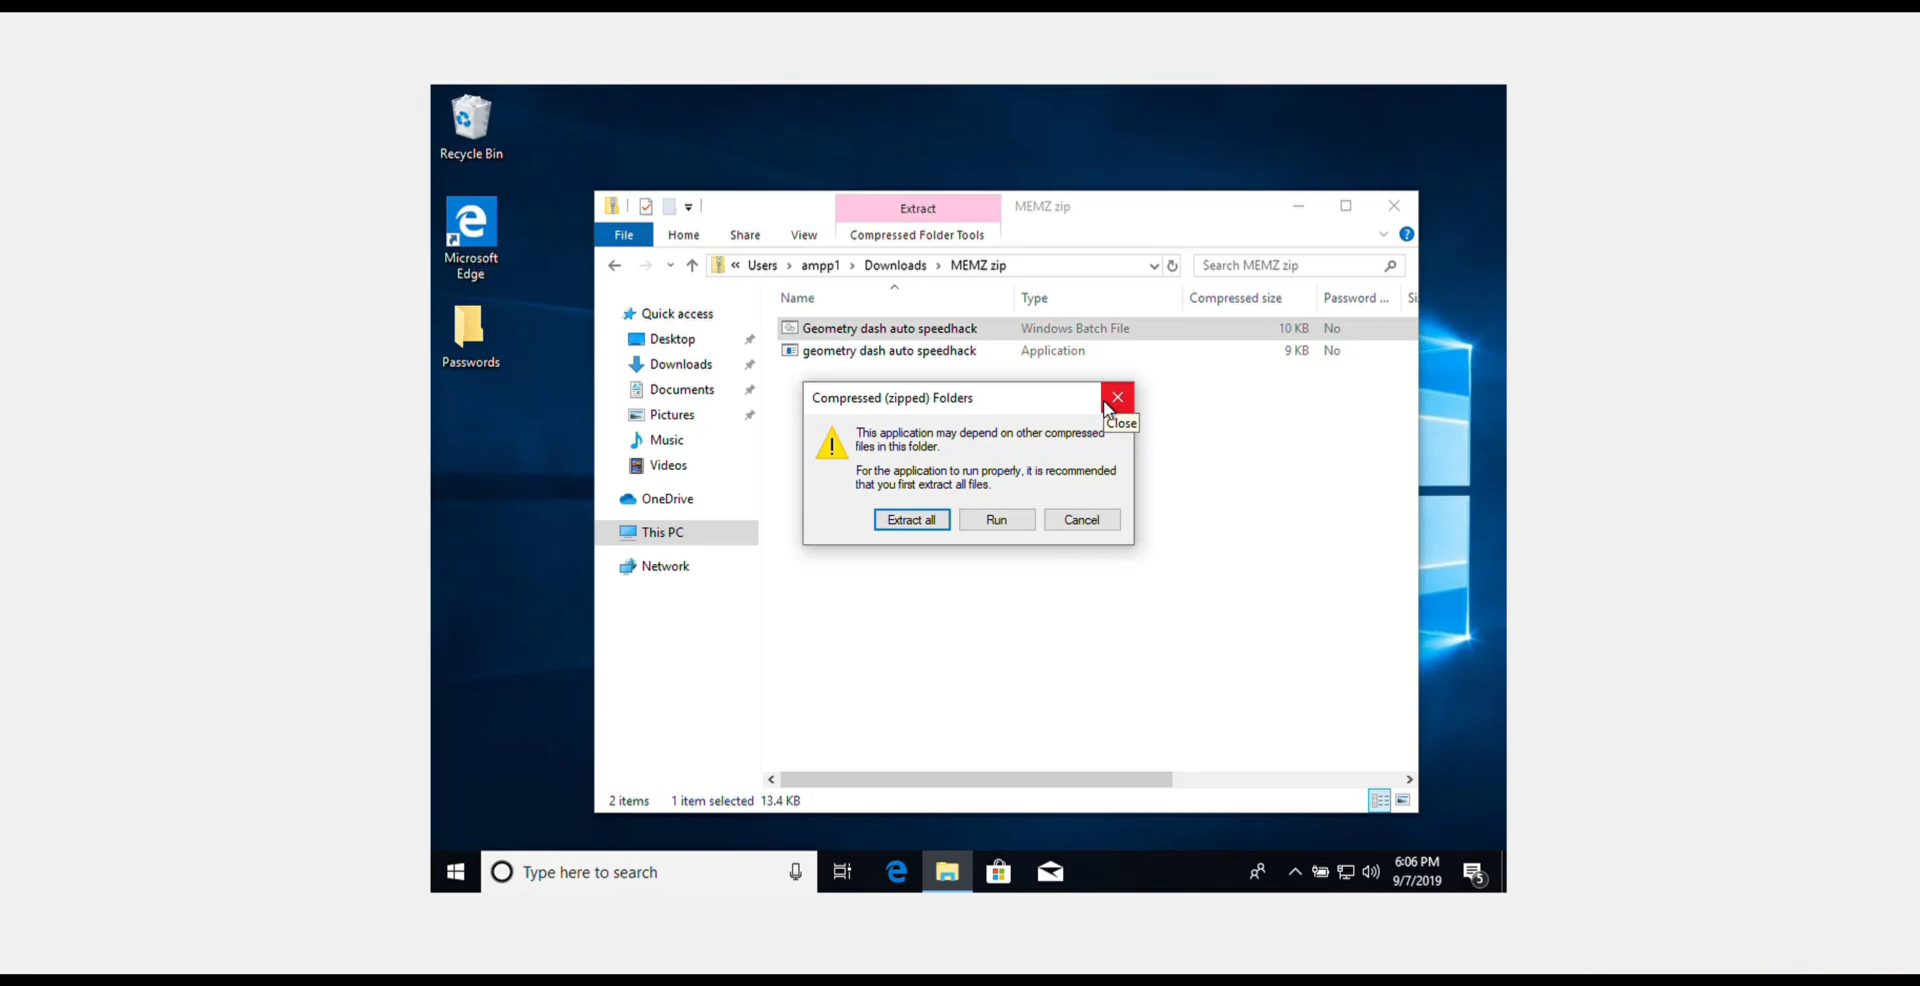 Recycle Bin
Microsoft
Edge
Passwords
Extract
MEMZ zip
File
Home
Share
View
Compressed Folder Tools
« Users › ampp1 › Downloads › MEMZ zip
Search MEMZ zip
Name
Type
Compressed size
Password ...
Si
Geometry dash auto speedhack
Windows Batch File
10 KB
No
geometry dash auto speedhack
Application
9 KB
No
Quick access
Desktop
Downloads
Documents
Pictures
Music
Videos
OneDrive
This PC
Network
Compressed (zipped) Folders
Close
This application may depend on other compressed
files in this folder.
For the application to run properly, it is recommended
that you first extract all files.
Extract all
Run
Cancel
2 items
1 item selected 13.4 KB
Type here to search
6:06 PM
9/7/2019
5